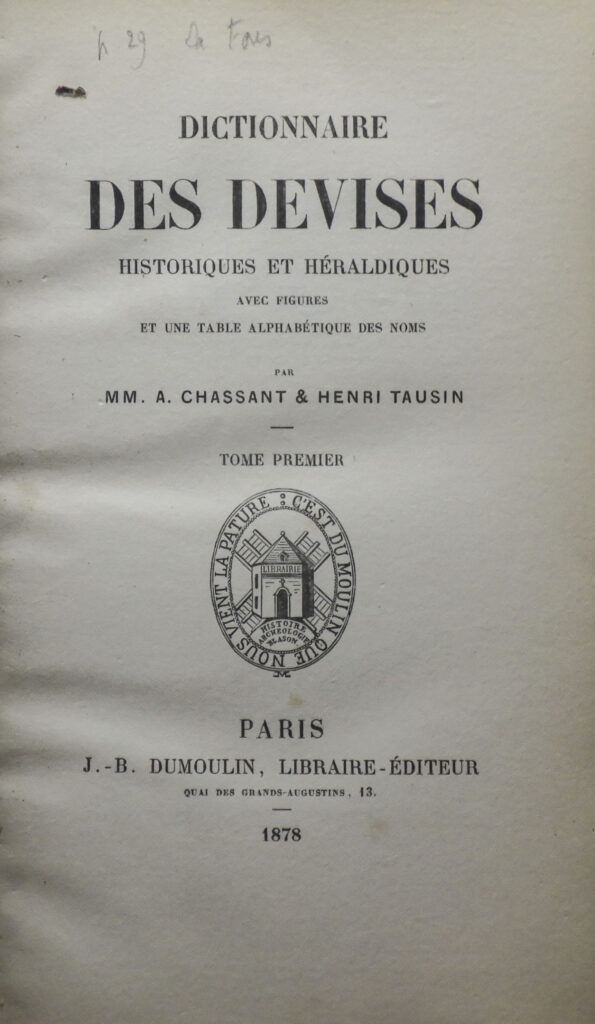 p 29
DICTIONNAIRE
DES DEVISES
HISTORIQUES ET HÉRALDIQUES
AVEC FIGURES
ET UNE TABLE ALPHABÉTIQUE DES NOMS
PAR
MM. A. CHASSANT & HENRI TAUSIN
TOME PREMIER
C'EST DU MOULIN QUE NOUS VIENT LA PATURE
LIBRAIRIE
HISTOIRE
ARCHEOLOGIE
BLASON
PARIS
J.-B. DUMOULIN, LIBRAIRE-ÉDITEUR
QUAI DES GRANDS-AUGUSTINS, 13.
1878